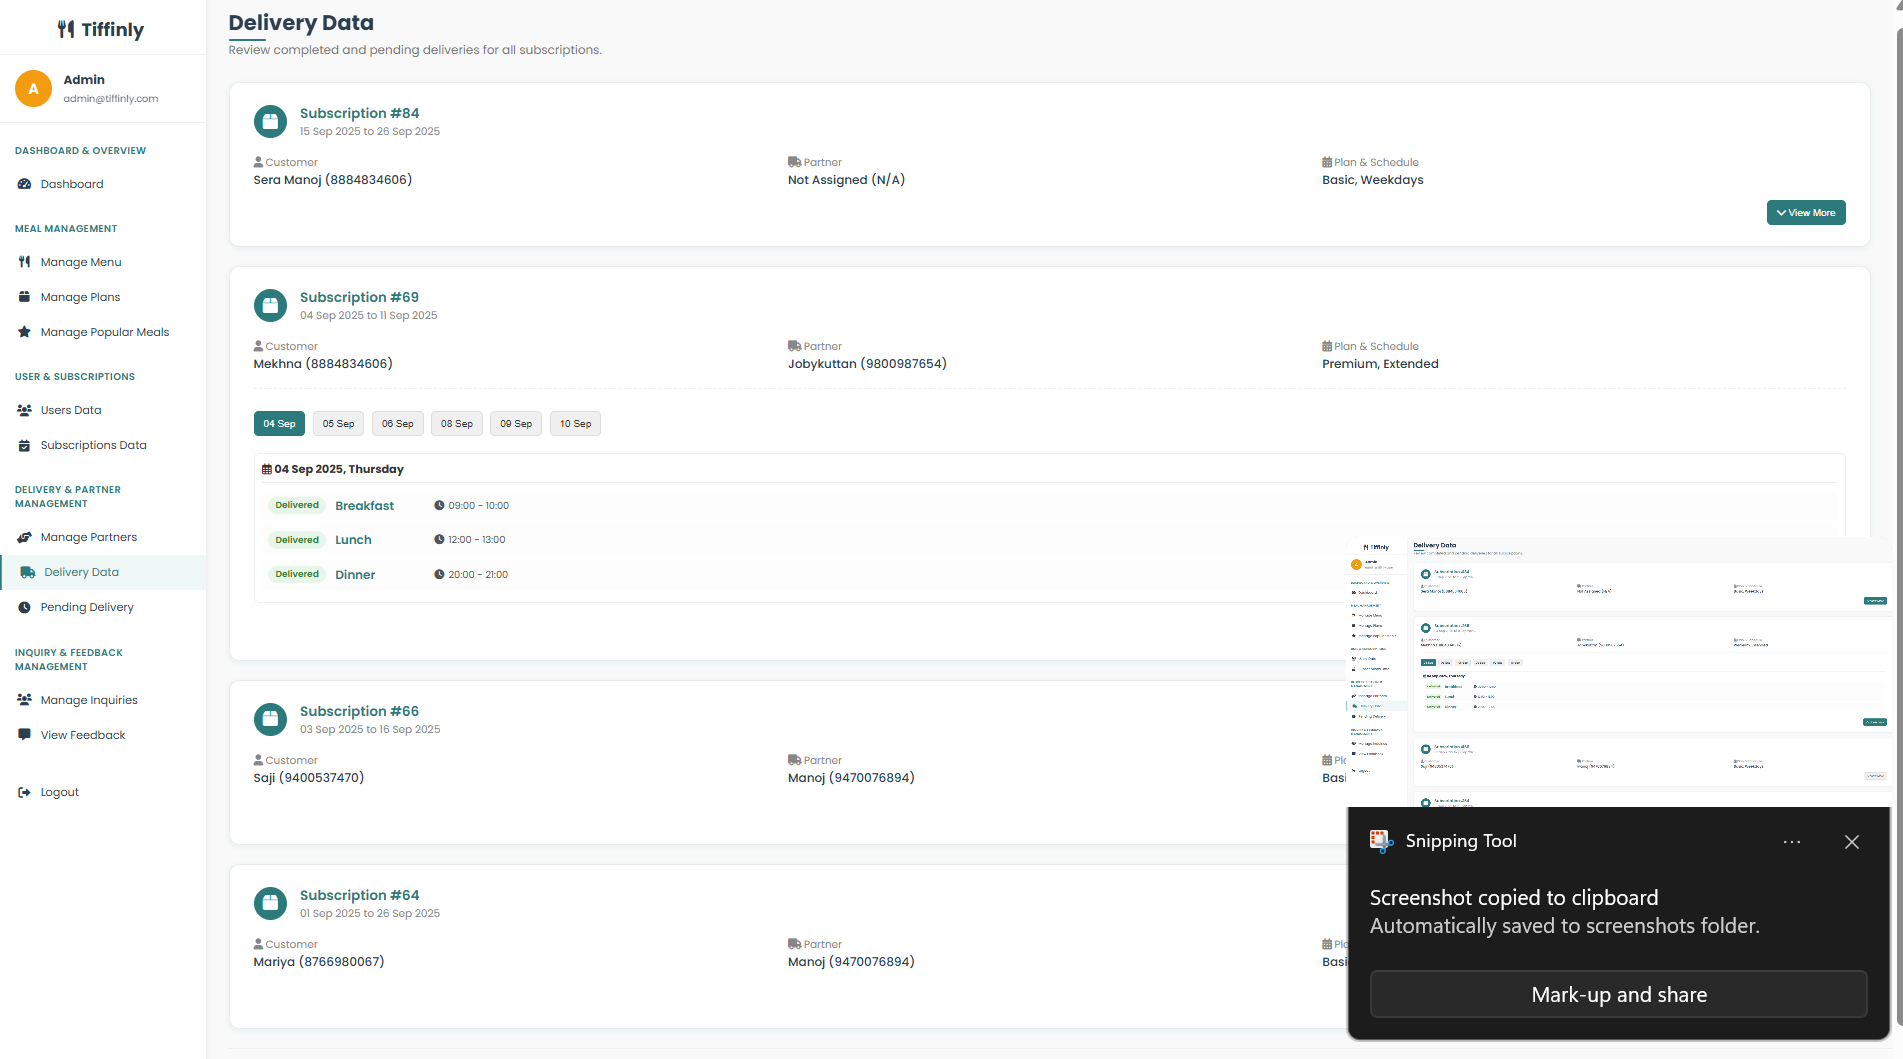 Tiffinly
A
Admin
admin@tiffinly.com
DASHBOARD & OVERVIEW
Dashboard
MEAL MANAGEMENT
Manage Menu
Manage Plans
Manage Popular Meals
USER & SUBSCRIPTIONS
Users Data
Subscriptions Data
DELIVERY & PARTNER
MANAGEMENT
Manage Partners
Delivery Data
Pending Delivery
INQUIRY & FEEDBACK
MANAGEMENT
Manage Inquiries
View Feedback
Logout
Delivery Data
Review completed and pending deliveries for all subscriptions.
Subscription #84
15 Sep 2025 to 26 Sep 2025
Customer
Sera Manoj (8884834606)
Partner
Not Assigned (N/A)
Plan & Schedule
Basic, Weekdays
View More
Subscription #69
04 Sep 2025 to 11 Sep 2025
Customer
Mekhna (8884834606)
Partner
Jobykuttan (9800987654)
Plan & Schedule
Premium, Extended
04 Sep 05 Sep 06 Sep 08 Sep 09 Sep 10 Sep
04 Sep 2025, Thursday
Delivered Breakfast 09:00 - 10:00
Delivered Lunch 12:00 - 13:00
Delivered Dinner 20:00 - 21:00
Subscription #66
03 Sep 2025 to 16 Sep 2025
Customer
Saji (9400537470)
Partner
Manoj (9470076894)
Subscription #64
01 Sep 2025 to 26 Sep 2025
Customer
Mariya (8766980067)
Partner
Manoj (9470076894)
Tiffinly
Delivery Data
Admin
Snipping Tool
Screenshot copied to clipboard
Automatically saved to screenshots folder.
Mark-up and share